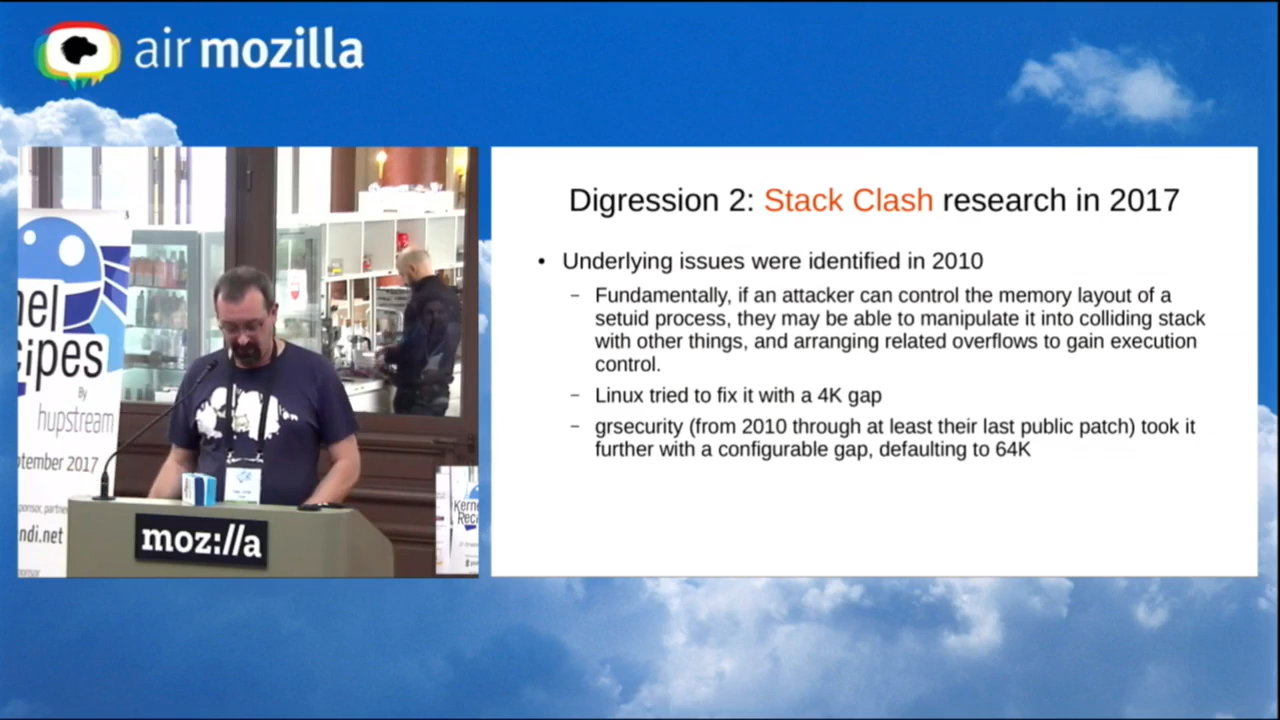 air mozilla
Digression 2: Stack Clash research in 2017
• Underlying issues were identified in 2010
– Fundamentally, if an attacker can control the memory layout of a
setuid process, they may be able to manipulate it into colliding stack
with other things, and arranging related overflows to gain execution
control.
– Linux tried to fix it with a 4K gap
– grsecurity (from 2010 through at least their last public patch) took it
further with a configurable gap, defaulting to 64K
nel
cipes
By
hupstream
ptember 2017
ndi.net
moz://a
Kerne
Reci